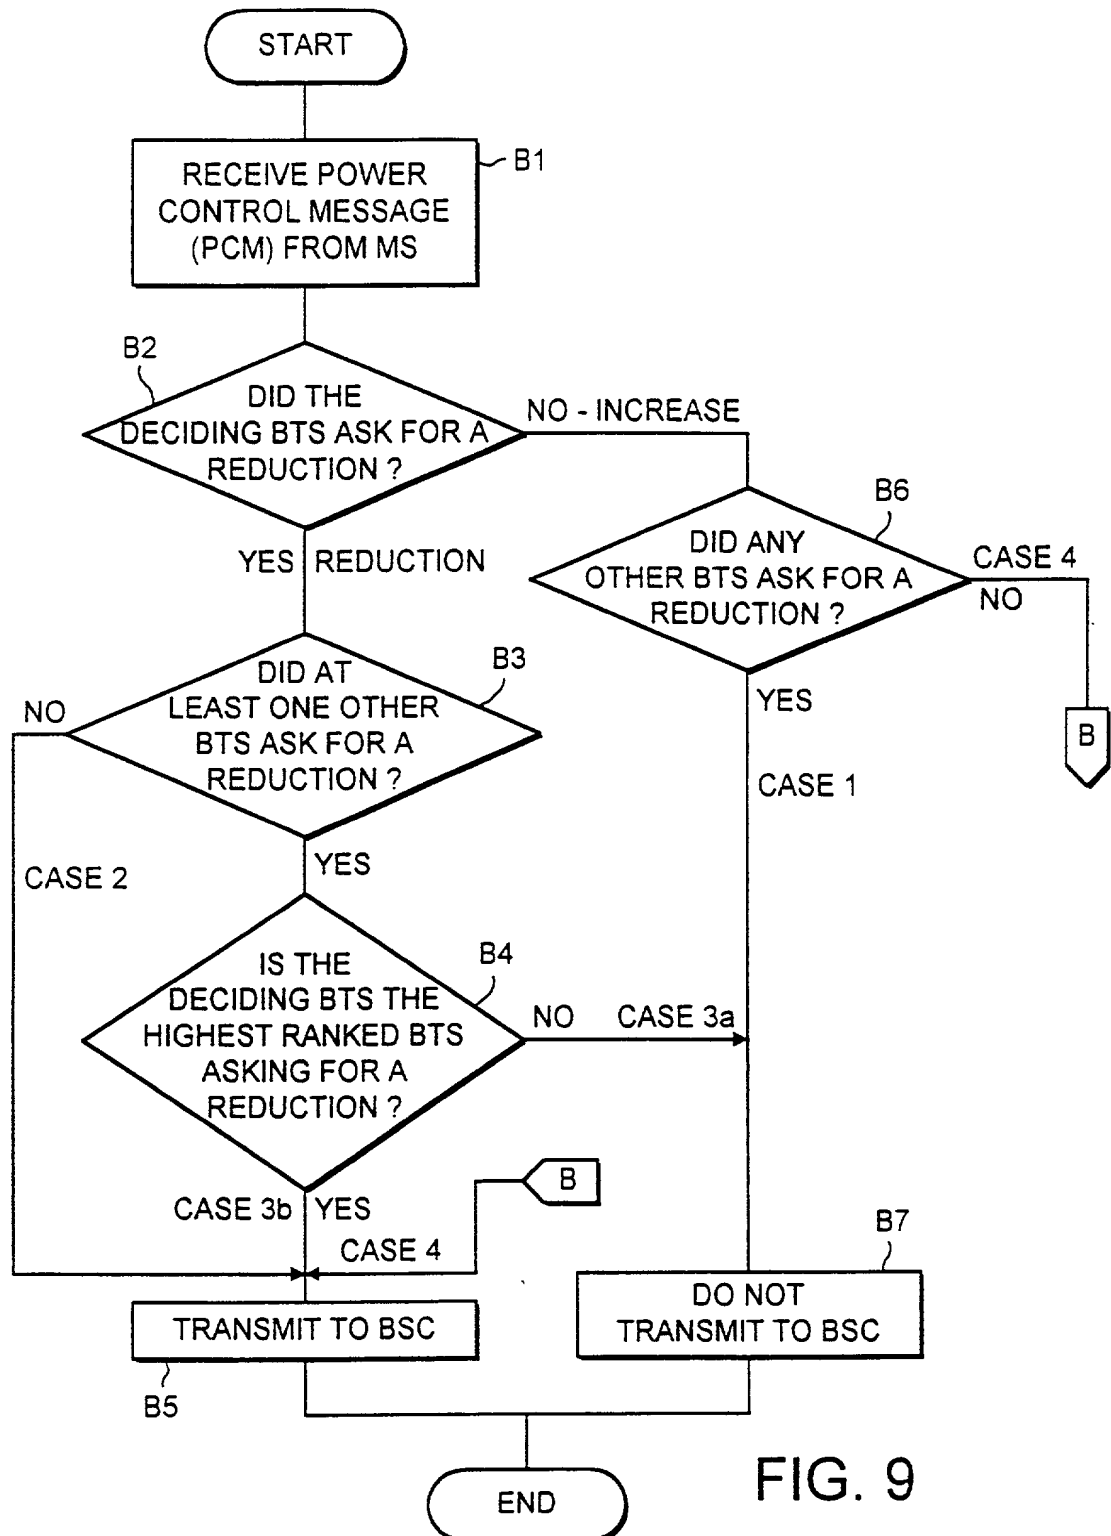 START
RECEIVE POWER
CONTROL MESSAGE
(PCM) FROM MS
B1
B2
DID THE
DECIDING BTS ASK FOR A
REDUCTION ?
NO - INCREASE
YES REDUCTION
B6
DID ANY
OTHER BTS ASK FOR A
REDUCTION ?
CASE 4
NO
B
YES
CASE 1
B3
DID AT
LEAST ONE OTHER
BTS ASK FOR A
REDUCTION ?
NO
CASE 2
YES
B4
IS THE
DECIDING BTS THE
HIGHEST RANKED BTS
ASKING FOR A
REDUCTION ?
NO CASE 3a
CASE 3b YES
B
CASE 4
TRANSMIT TO BSC
B5
B7
DO NOT
TRANSMIT TO BSC
END
FIG. 9